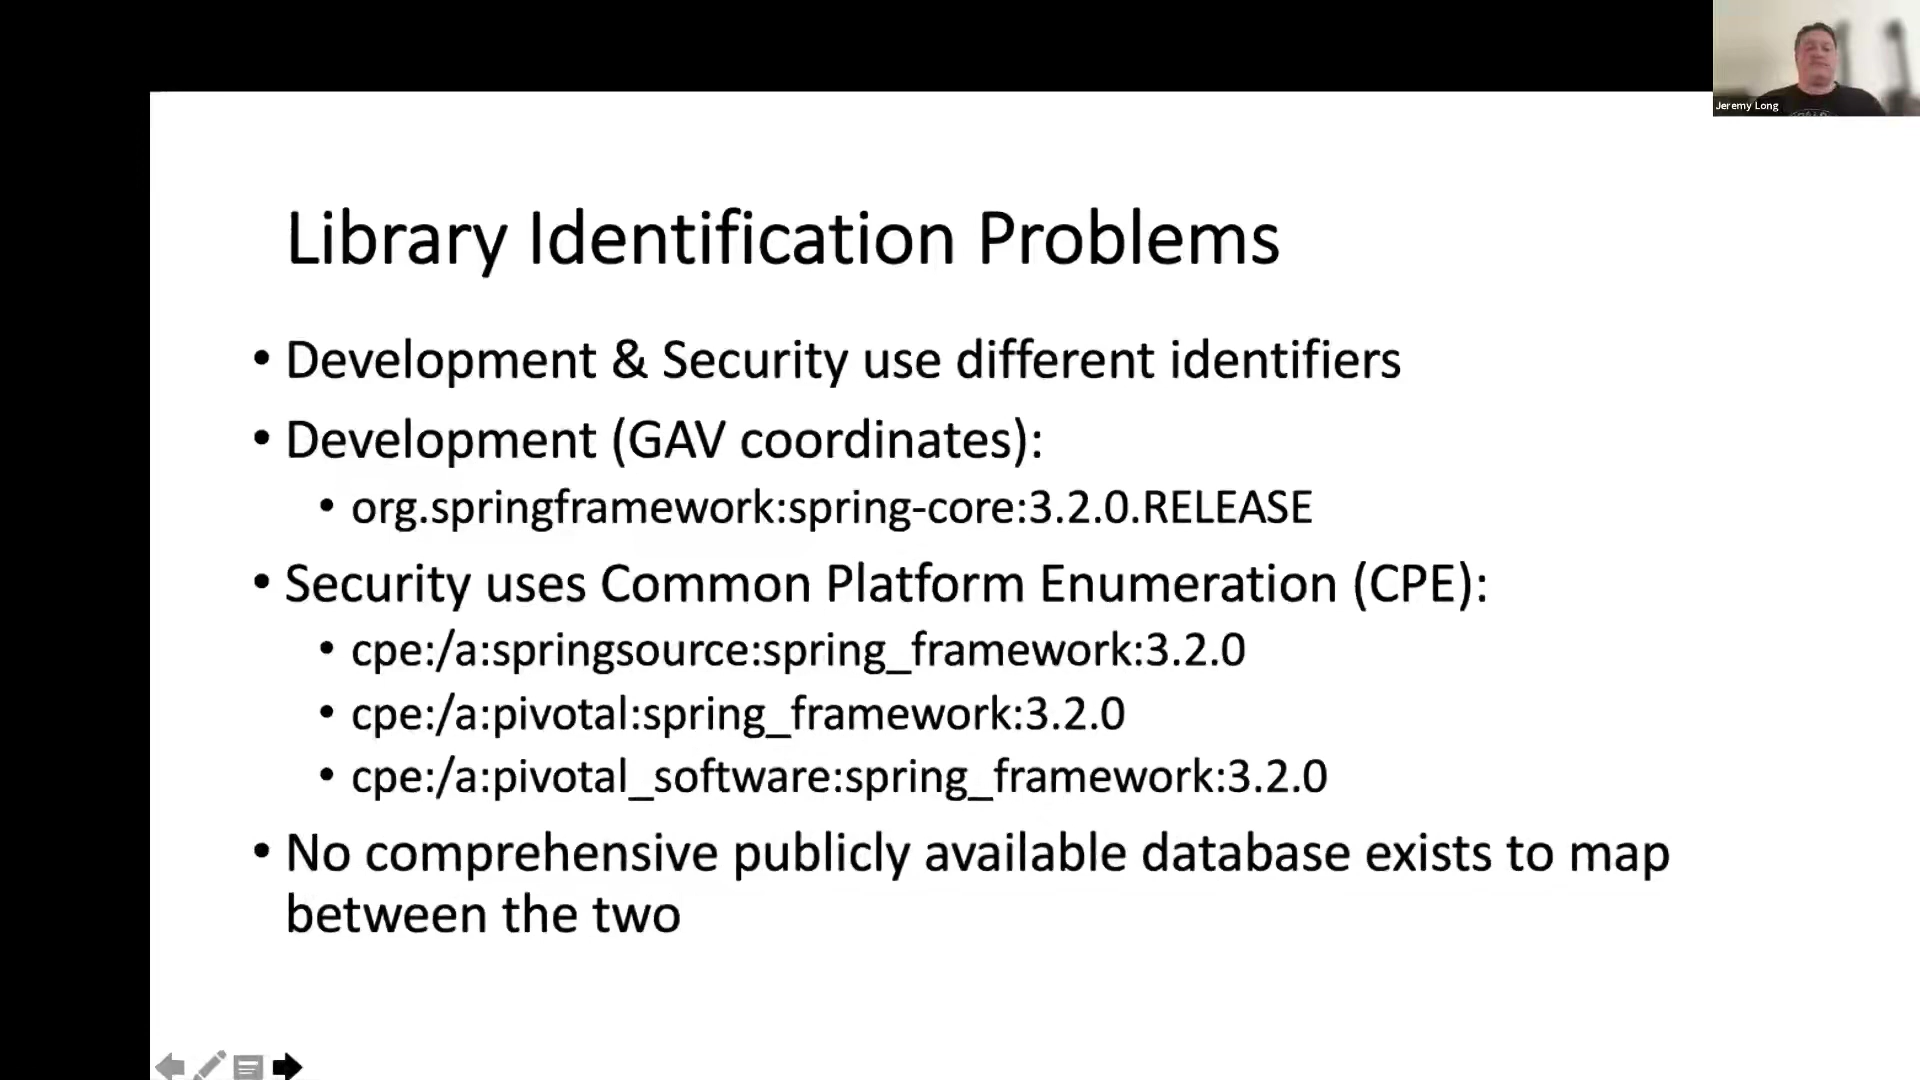 Jeremy Long
Library Identification Problems
• Development & Security use different identifiers
• Development (GAV coordinates):
• org.springframework:spring-core:3.2.0.RELEASE
• Security uses Common Platform Enumeration (CPE):
• cpe:/a:springsource:spring_framework:3.2.0
• cpe:/a:pivotal:spring_framework:3.2.0
• cpe:/a:pivotal_software:spring_framework:3.2.0
• No comprehensive publicly available database exists to map
between the two